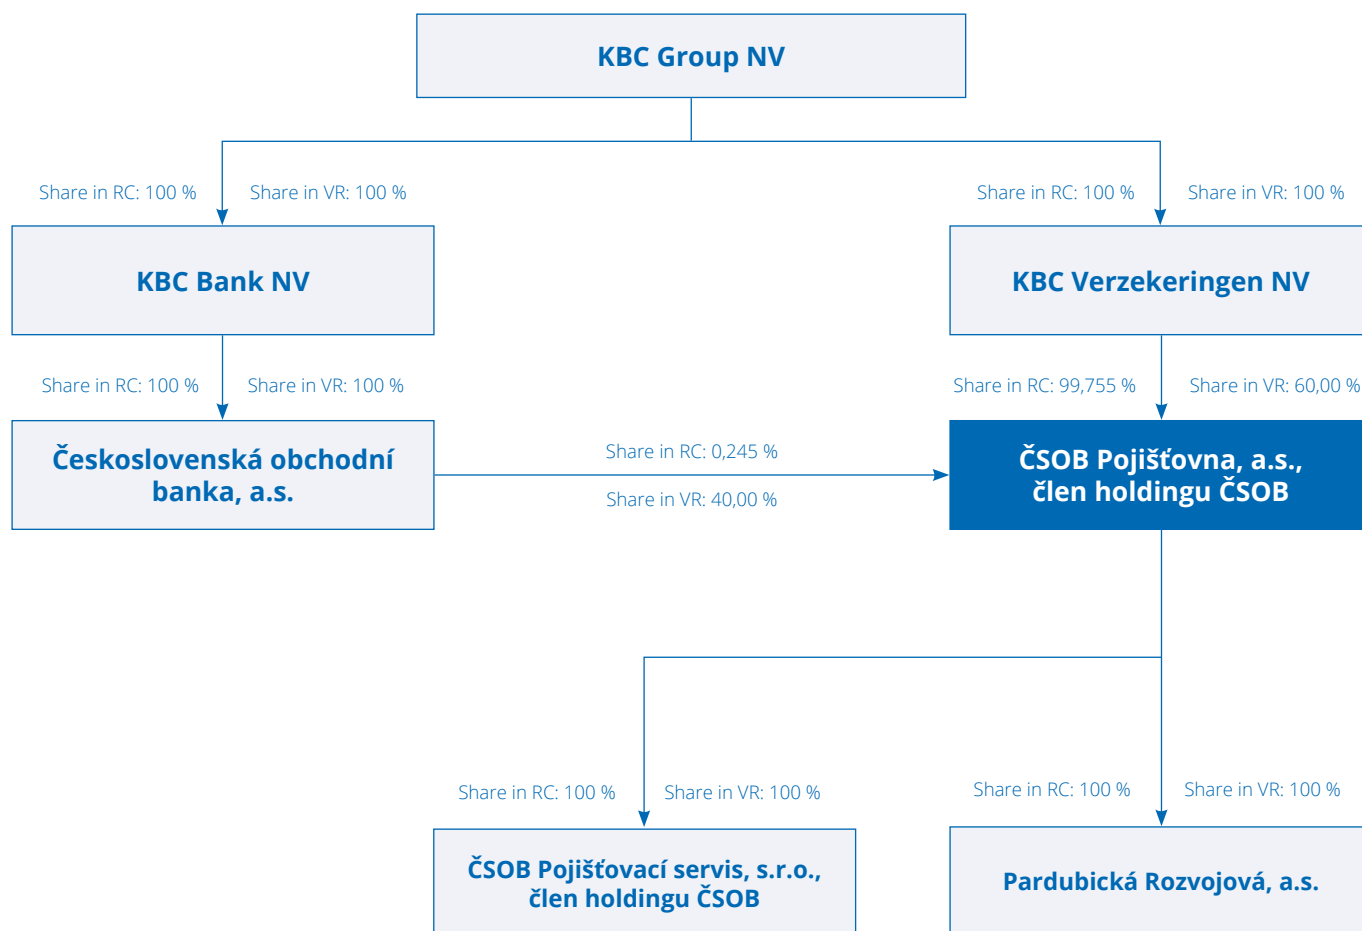 KBC Group NV
Share in RC: 100 %
Share in VR: 100 %
Share in RC: 100 %
Share in VR: 100 %
KBC Bank NV
KBC Verzekeringen NV
Share in RC: 100 %
Share in VR: 100 %
Share in RC: 99,755 %
Share in VR: 60,00 %
Československá obchodní
banka, a.s.
Share in RC: 0,245 %
Share in VR: 40,00 %
ČSOB Pojišťovna, a.s.,
člen holdingu ČSOB
Share in RC: 100 %
Share in VR: 100 %
Share in RC: 100 %
Share in VR: 100 %
ČSOB Pojišťovací servis, s.r.o.,
člen holdingu ČSOB
Pardubická Rozvojová, a.s.